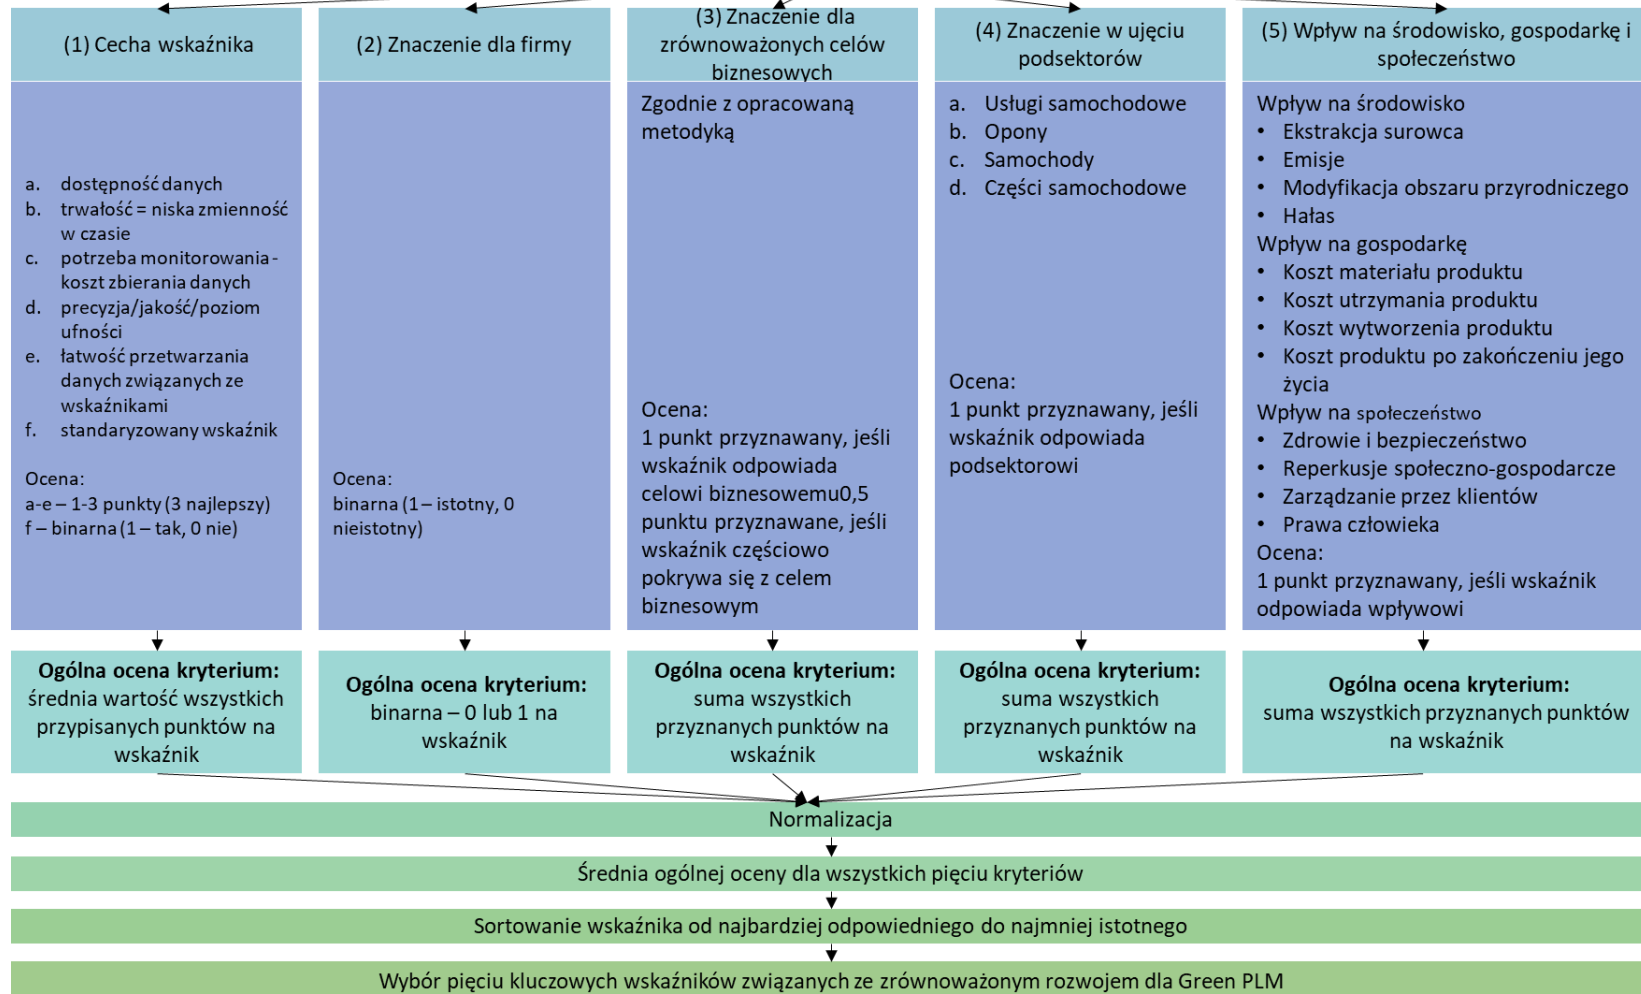 (1) Cecha wskaźnika
a. dostępność danych
b. trwałość = niska zmienność
w czasie
c. potrzeba monitorowania -
koszt zbierania danych
d. precyzja/jakość/poziom
ufności
e. łatwość przetwarzania
danych związanych ze
wskaźnikami
f. standaryzowany wskaźnik
Ocena:
a-e – 1-3 punkty (3 najlepszy)
f – binarna (1 – tak, 0 nie)
Ogólna ocena kryterium:
średnia wartość wszystkich
przypisanych punktów na
wskaźnik
(2) Znaczenie dla firmy
Ocena:
binarna (1 – istotny, 0
nieistotny)
Ogólna ocena kryterium:
binarna – 0 lub 1 na
wskaźnik
(3) Znaczenie dla
zrównoważonych celów
biznesowych
Zgodnie z opracowaną
metodyką
Ocena:
1 punkt przyznawany, jeśli
wskaźnik odpowiada
celowi biznesowemu0,5
punktu przyznawane, jeśli
wskaźnik częściowo
pokrywa się z celem
biznesowym
Ogólna ocena kryterium:
suma wszystkich
przyznanych punktów na
wskaźnik
(4) Znaczenie w ujęciu
podsektorów
a. Usługi samochodowe
b. Opony
c. Samochody
d. Części samochodowe
Ocena:
1 punkt przyznawany, jeśli
wskaźnik odpowiada
podsektorowi
Ogólna ocena kryterium:
suma wszystkich
przyznanych punktów na
wskaźnik
(5) Wpływ na środowisko, gospodarkę i
społeczeństwo
Wpływ na środowisko
• Ekstrakcja surowca
• Emisje
• Modyfikacja obszaru przyrodniczego
• Hałas
Wpływ na gospodarkę
• Koszt materiału produktu
• Koszt utrzymania produktu
• Koszt wytworzenia produktu
• Koszt produktu po zakończeniu jego
życia
Wpływ na społeczeństwo
• Zdrowie i bezpieczeństwo
• Reperkusje społeczno-gospodarcze
• Zarządzanie przez klientów
• Prawa człowieka
Ocena:
1 punkt przyznawany, jeśli wskaźnik
odpowiada wpływowi
Ogólna ocena kryterium:
suma wszystkich przyznanych punktów
na wskaźnik
Normalizacja
Średnia ogólnej oceny dla wszystkich pięciu kryteriów
Sortowanie wskaźnika od najbardziej odpowiedniego do najmniej istotnego
Wybór pięciu kluczowych wskaźników związanych ze zrównoważonym rozwojem dla Green PLM